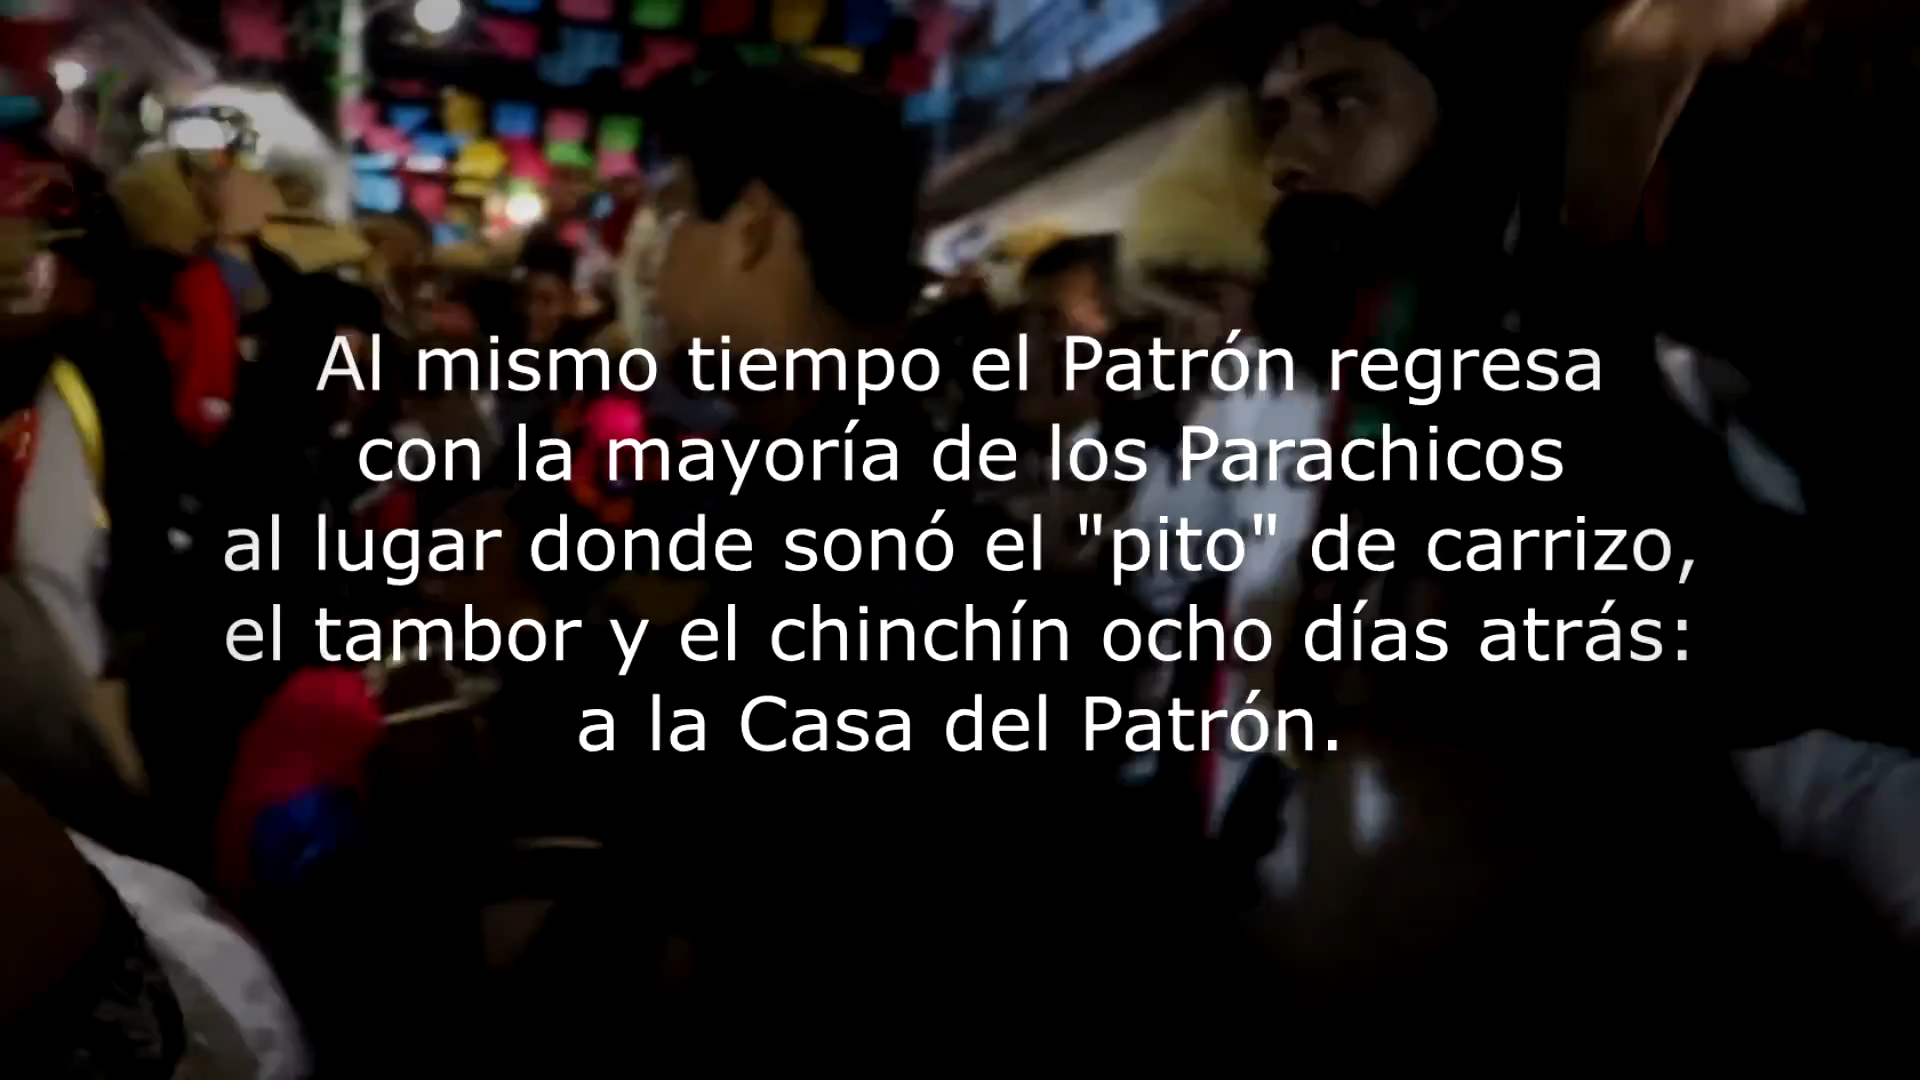 Al mismo tiempo el Patrón regresa
con la mayoría de los Parachicos
al lugar donde sonó el "pito" de carrizo,
el tambor y el chinchín ocho días atrás:
a la Casa del Patrón.